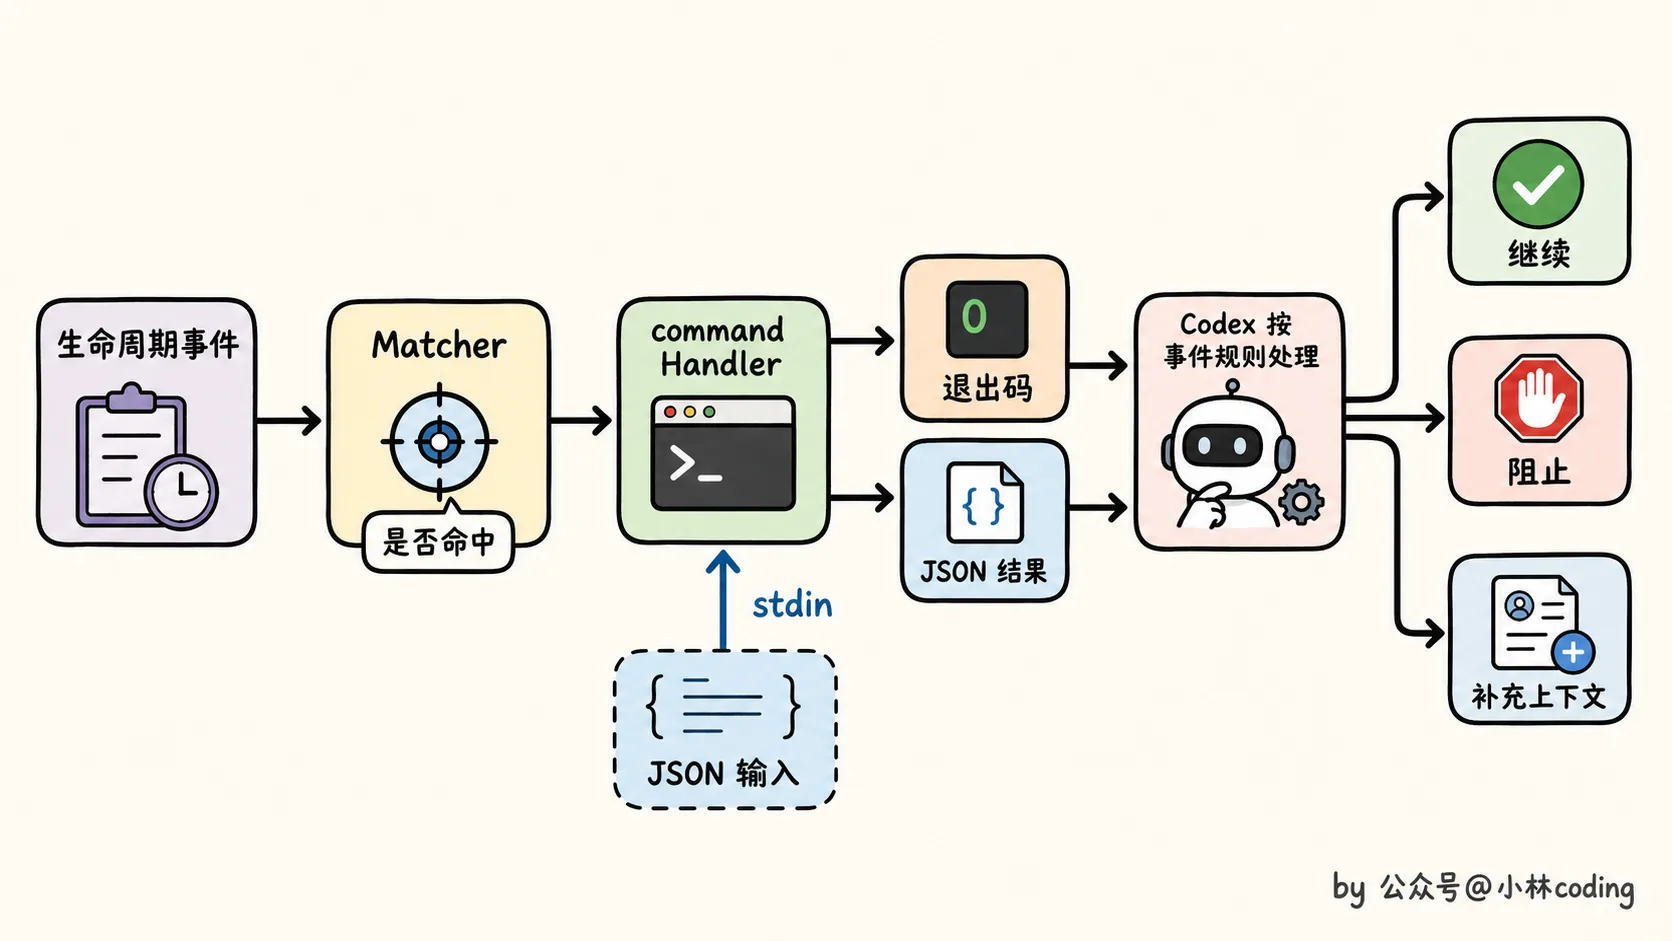 生命周期事件
Matcher
是否命中
command
Handler
>_
stdin
{ }
JSON 输入
0
退出码
{ }
JSON 结果
Codex 按
事件规则处理
继续
阻止
补充上下文
by 公众号@小林coding